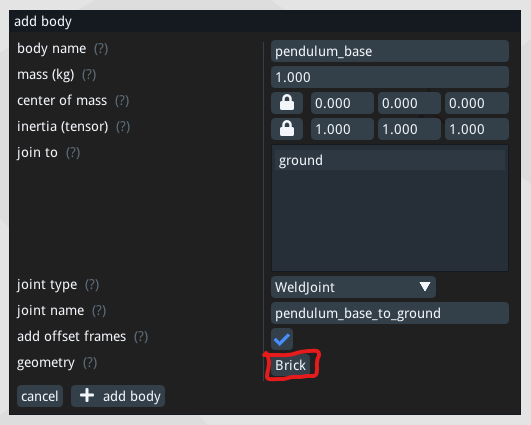 add body
body name (?) pendulum_base
mass (kg) (?) 1.000
center of mass (?) 0.000 0.000 0.000
inertia (tensor) (?) 1.000 1.000 1.000
join to (?) ground
joint type (?) WeldJoint
joint name (?) pendulum_base_to_ground
add offset frames (?)
geometry (?) Brick
cancel + add body